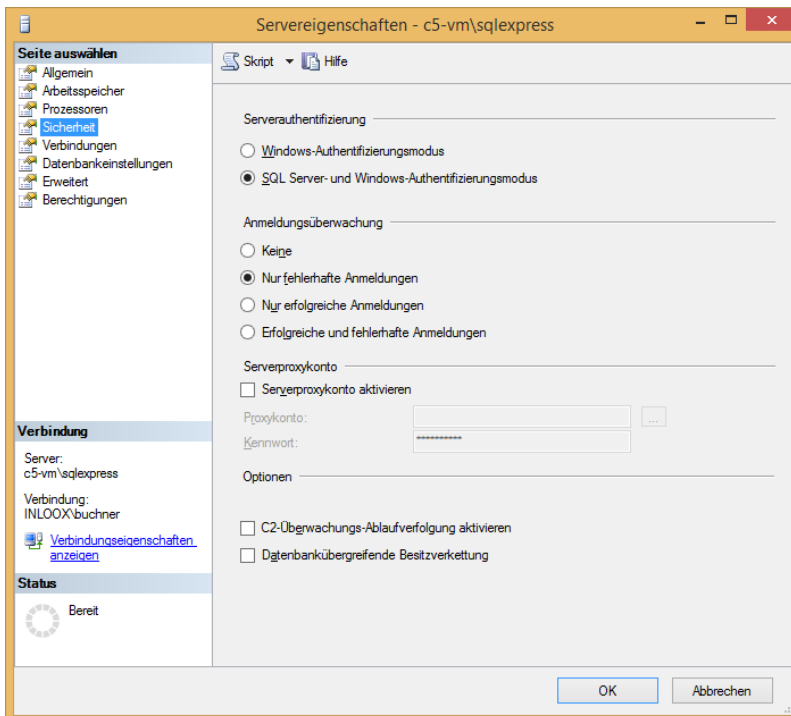 Servereigenschaften - c5-vm\sqlexpress
Seite auswählen
Allgemein
Arbeitsspeicher
Prozessoren
Sicherheit
Verbindungen
Datenbankeinstellungen
Erweitert
Berechtigungen
Verbindung
Server:
c5-vm\sqlexpress
Verbindung:
INLOOX\buchner
Verbindungseigenschaften
anzeigen
Status
Bereit
Skript Hilfe
Serverauthentifizierung
Windows-Authentifizierungsmodus
SQL Server- und Windows-Authentifizierungsmodus
Anmeldungsüberwachung
Keine
Nur fehlerhafte Anmeldungen
Nur erfolgreiche Anmeldungen
Erfolgreiche und fehlerhafte Anmeldungen
Serverproxykonto
Serverproxykonto aktivieren
Proxykonto:
...
Kennwort: **********
Optionen
C2-Überwachungs-Ablaufverfolgung aktivieren
Datenbankübergreifende Besitzverkettung
OK Abbrechen